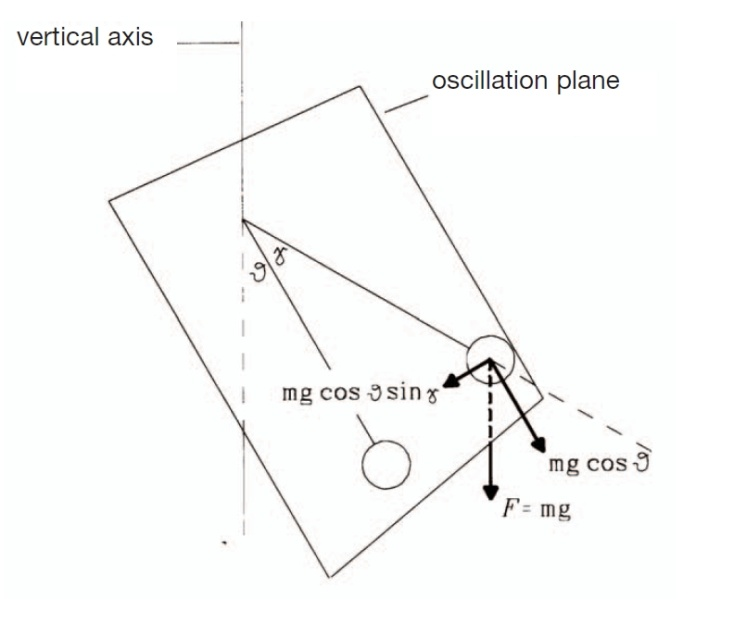 vertical axis
oscillation plane
ϑ ɤ
mg cos ϑ sin ɤ
mg cos ϑ
F = mg